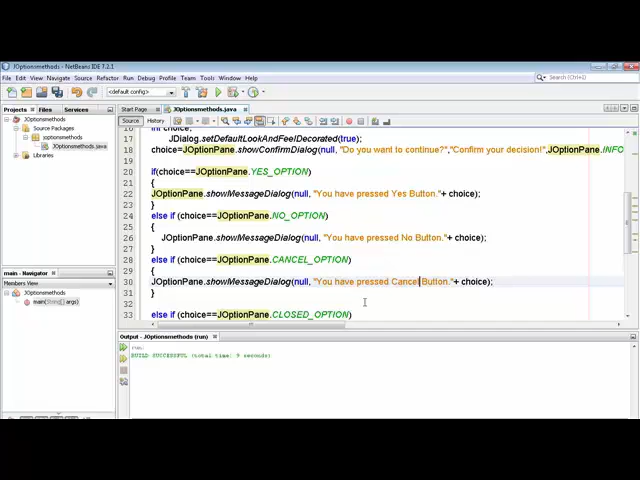 JOptionsmethods - NetBeans IDE 7.2.1
File Edit View Navigate Source Refactor Run Debug Profile Team Tools Window Help
Search (Ctrl+I)
<default config>
Projects Files Services
Start Page JOptionsmethods.java
JOptionsmethods
Source Packages
joptionsmethods
JOptionsmethods.java
Libraries
Source History
16 int choice;
17 JDialog.setDefaultLookAndFeelDecorated(true);
18 choice=JOptionPane.showConfirmDialog(null, "Do you want to continue?","Confirm your decision!",JOptionPane.INFO
19
20 if(choice==JOptionPane.YES_OPTION)
21 {
22 JOptionPane.showMessageDialog(null, "You have pressed Yes Button."+ choice);
23 }
24 else if (choice==JOptionPane.NO_OPTION)
25 {
26 JOptionPane.showMessageDialog(null, "You have pressed No Button."+ choice);
27 }
28 else if (choice==JOptionPane.CANCEL_OPTION)
29 {
30 JOptionPane.showMessageDialog(null, "You have pressed Cancel Button."+ choice);
31 }
32
33 else if (choice==JOptionPane.CLOSED_OPTION)
main - Navigator
Members View
JOptionsmethods
main(String[] args)
Output - JOptionsmethods (run)
run:
BUILD SUCCESSFUL (total time: 9 seconds)